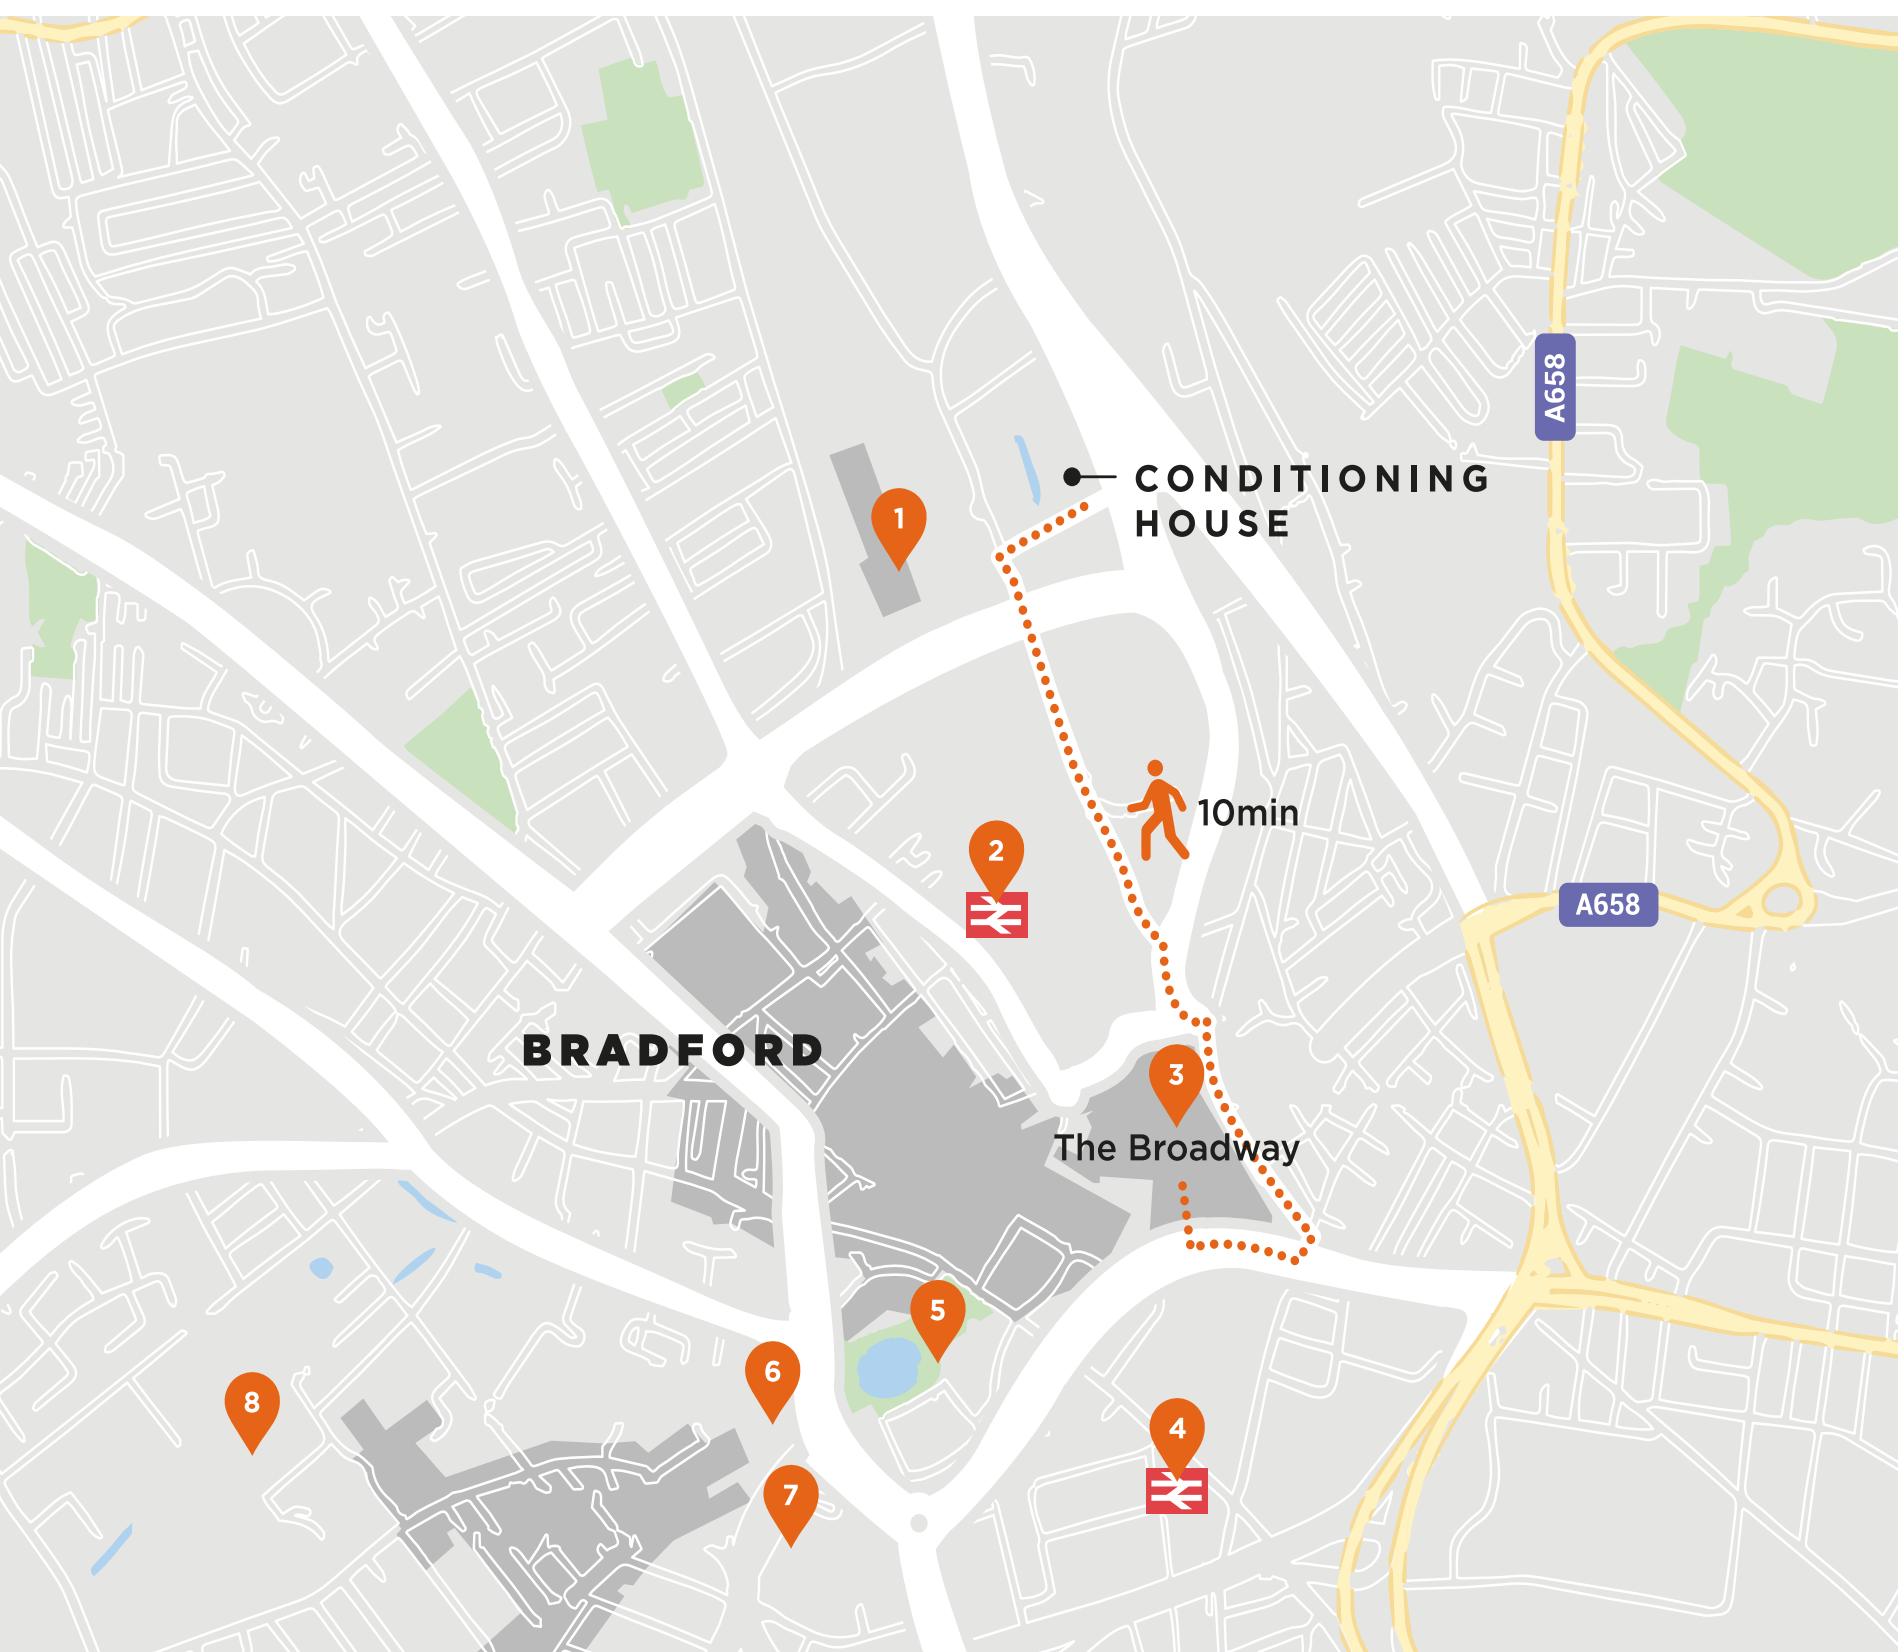 A658
CONDITIONING
HOUSE
1
10min
2
A658
BRADFORD
3
The Broadway
5
6
8
4
7